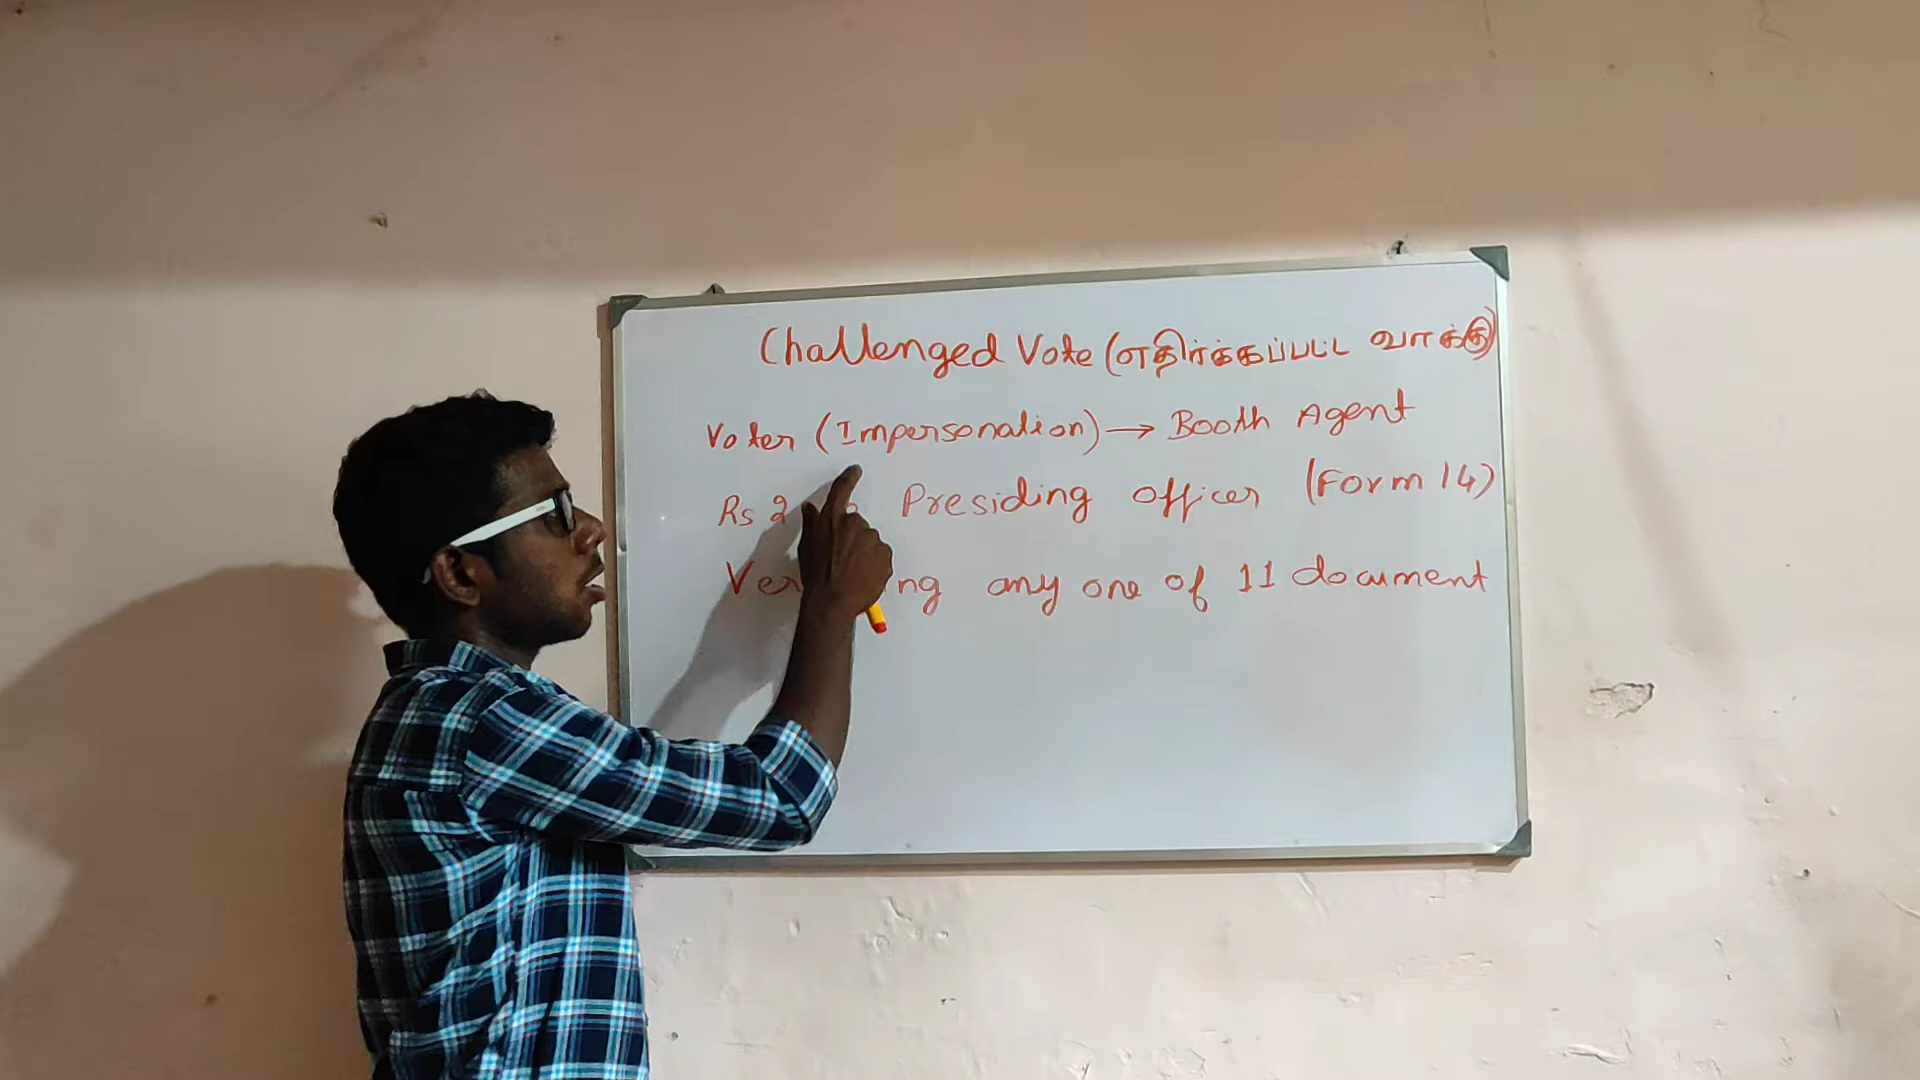 Challenged Vote (எதிர்க்கப்பட்ட வாக்கு)
Voter (Impersonation) → Booth Agent
Rs 2 Presiding officer (Form 14)
any one of 11 document